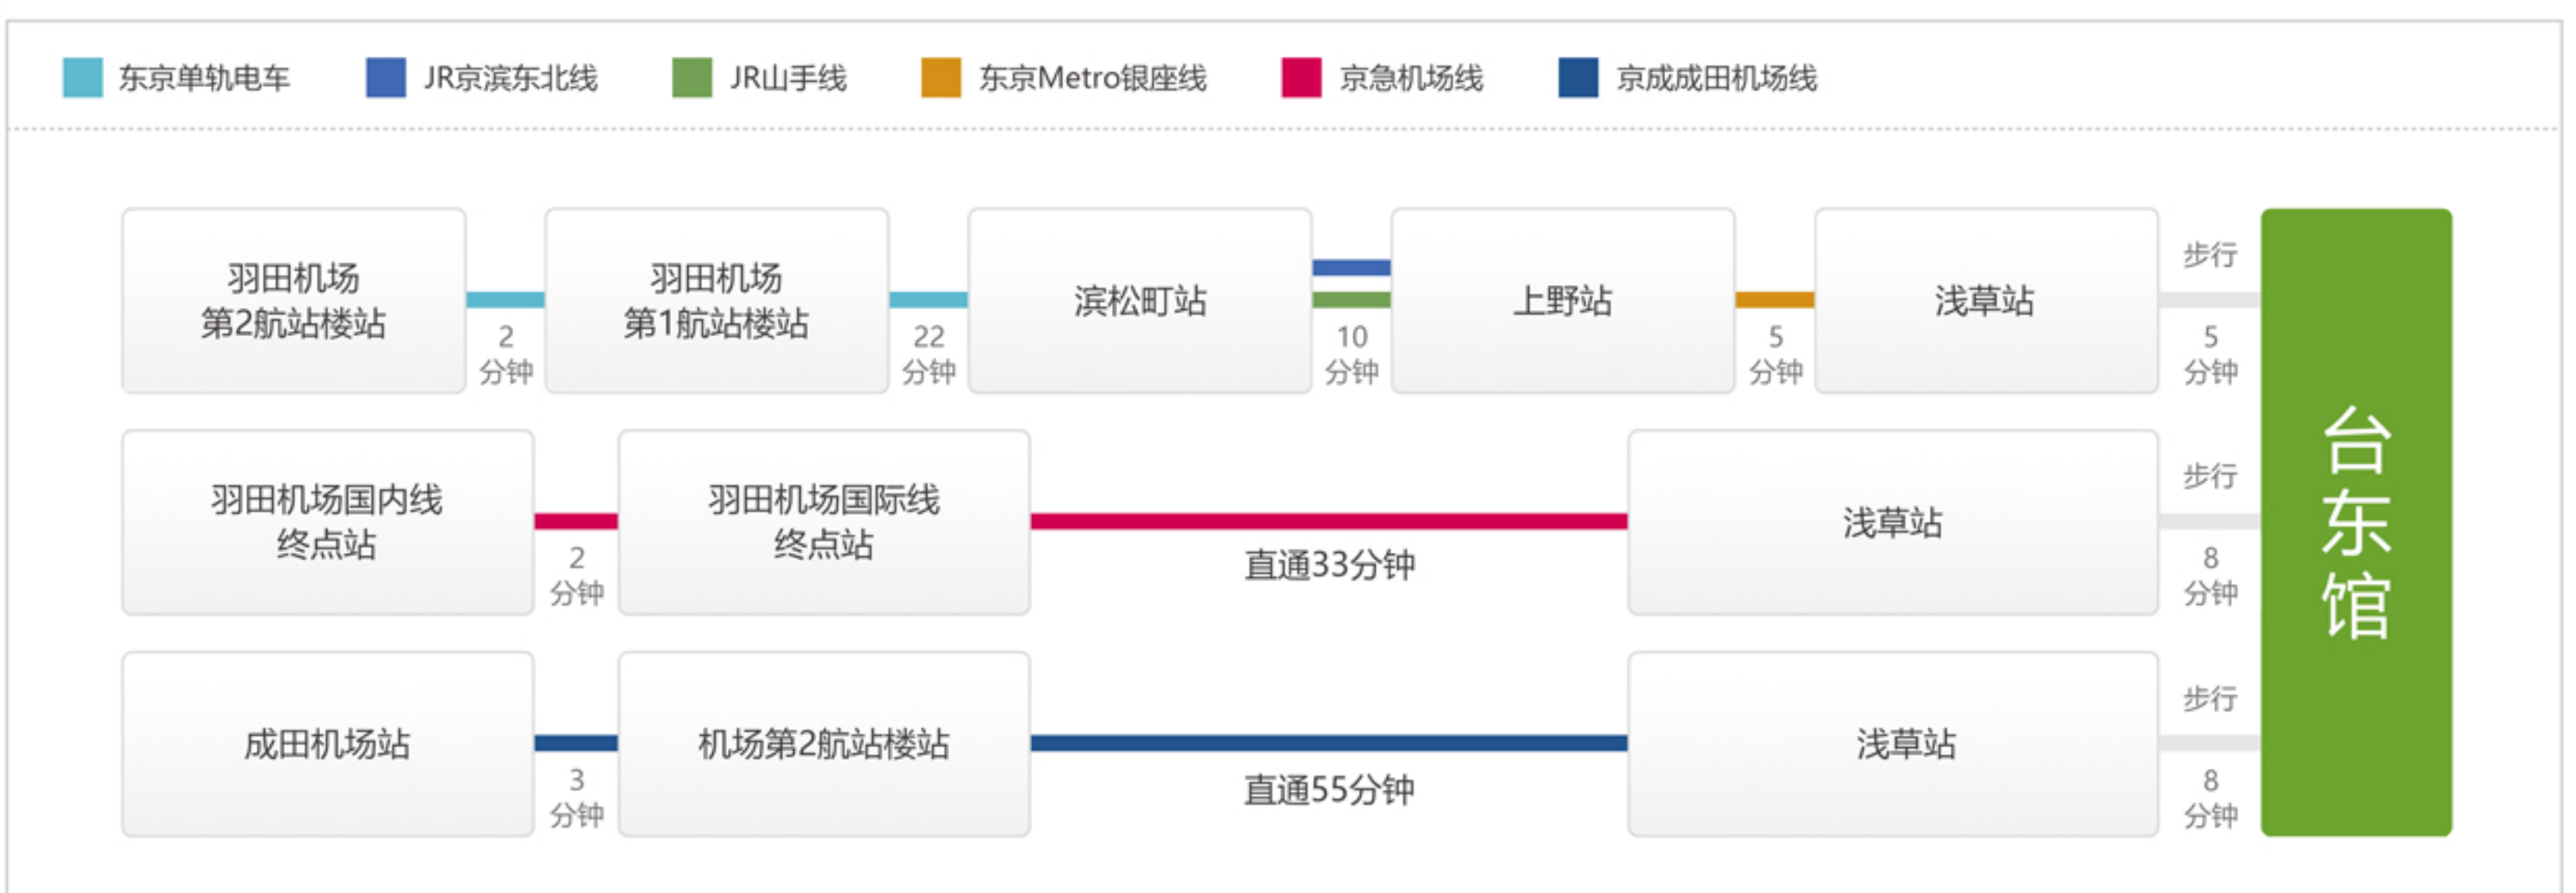 东京单轨电车 JR京滨东北线 JR山手线 东京Metro银座线 京急机场线 京成成田机场线
羽田机场
第2航站楼站
2
分钟
羽田机场
第1航站楼站
22
分钟
滨松町站
10
分钟
上野站
5
分钟
浅草站
步行
5
分钟
羽田机场国内线
终点站
2
分钟
羽田机场国际线
终点站
直通33分钟
浅草站
步行
8
分钟
成田机场站
3
分钟
机场第2航站楼站
直通55分钟
浅草站
步行
8
分钟
台东馆